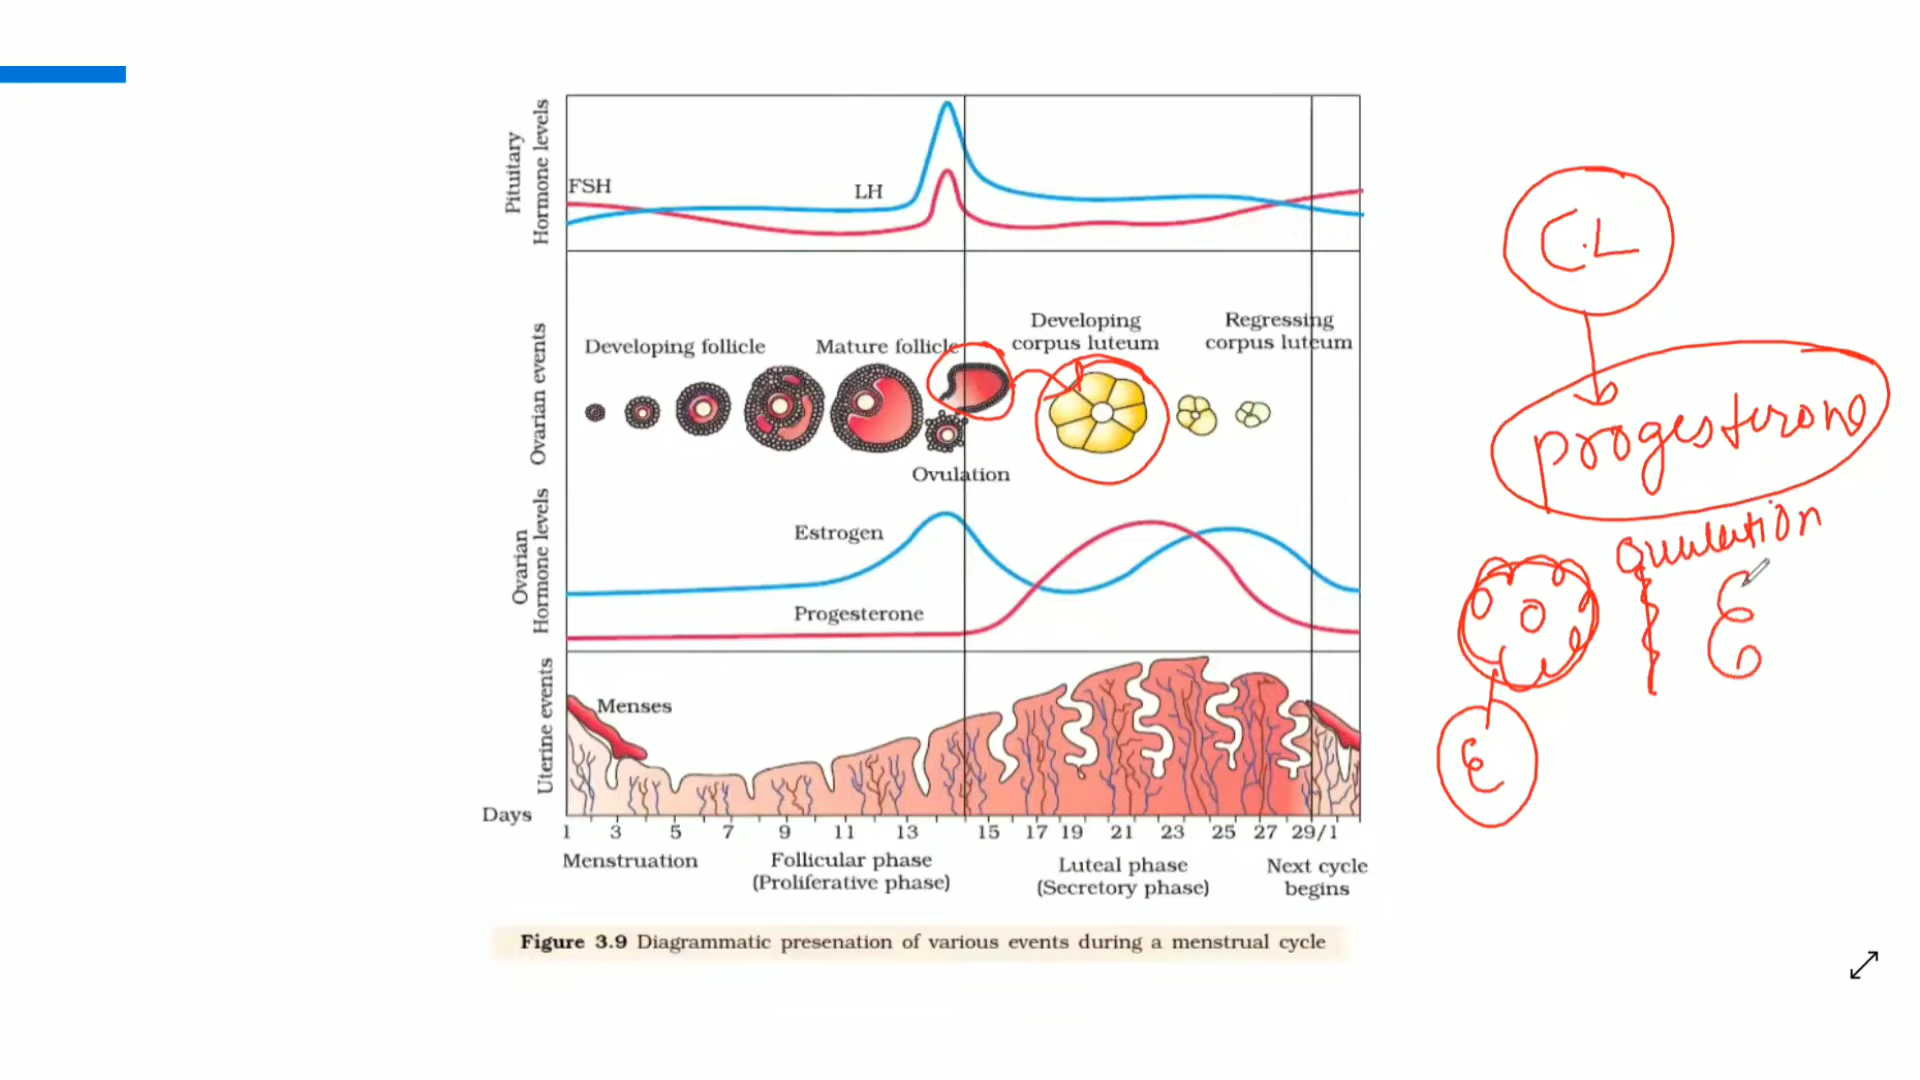 Pituitary
Hormone levels
FSH
LH
Ovarian events
Developing follicle
Mature follicle
Developing
corpus luteum
Regressing
corpus luteum
Ovulation
Ovarian
Hormone levels
Estrogen
Progesterone
Uterine events
Menses
Days
1 3 5 7 9 11 13 15 17 19 21 23 25 27 29/1
Menstruation
Follicular phase
(Proliferative phase)
Luteal phase
(Secretory phase)
Next cycle
begins
Figure 3.9 Diagrammatic presenation of various events during a menstrual cycle
C.L
progesterone
ovulation
E
E